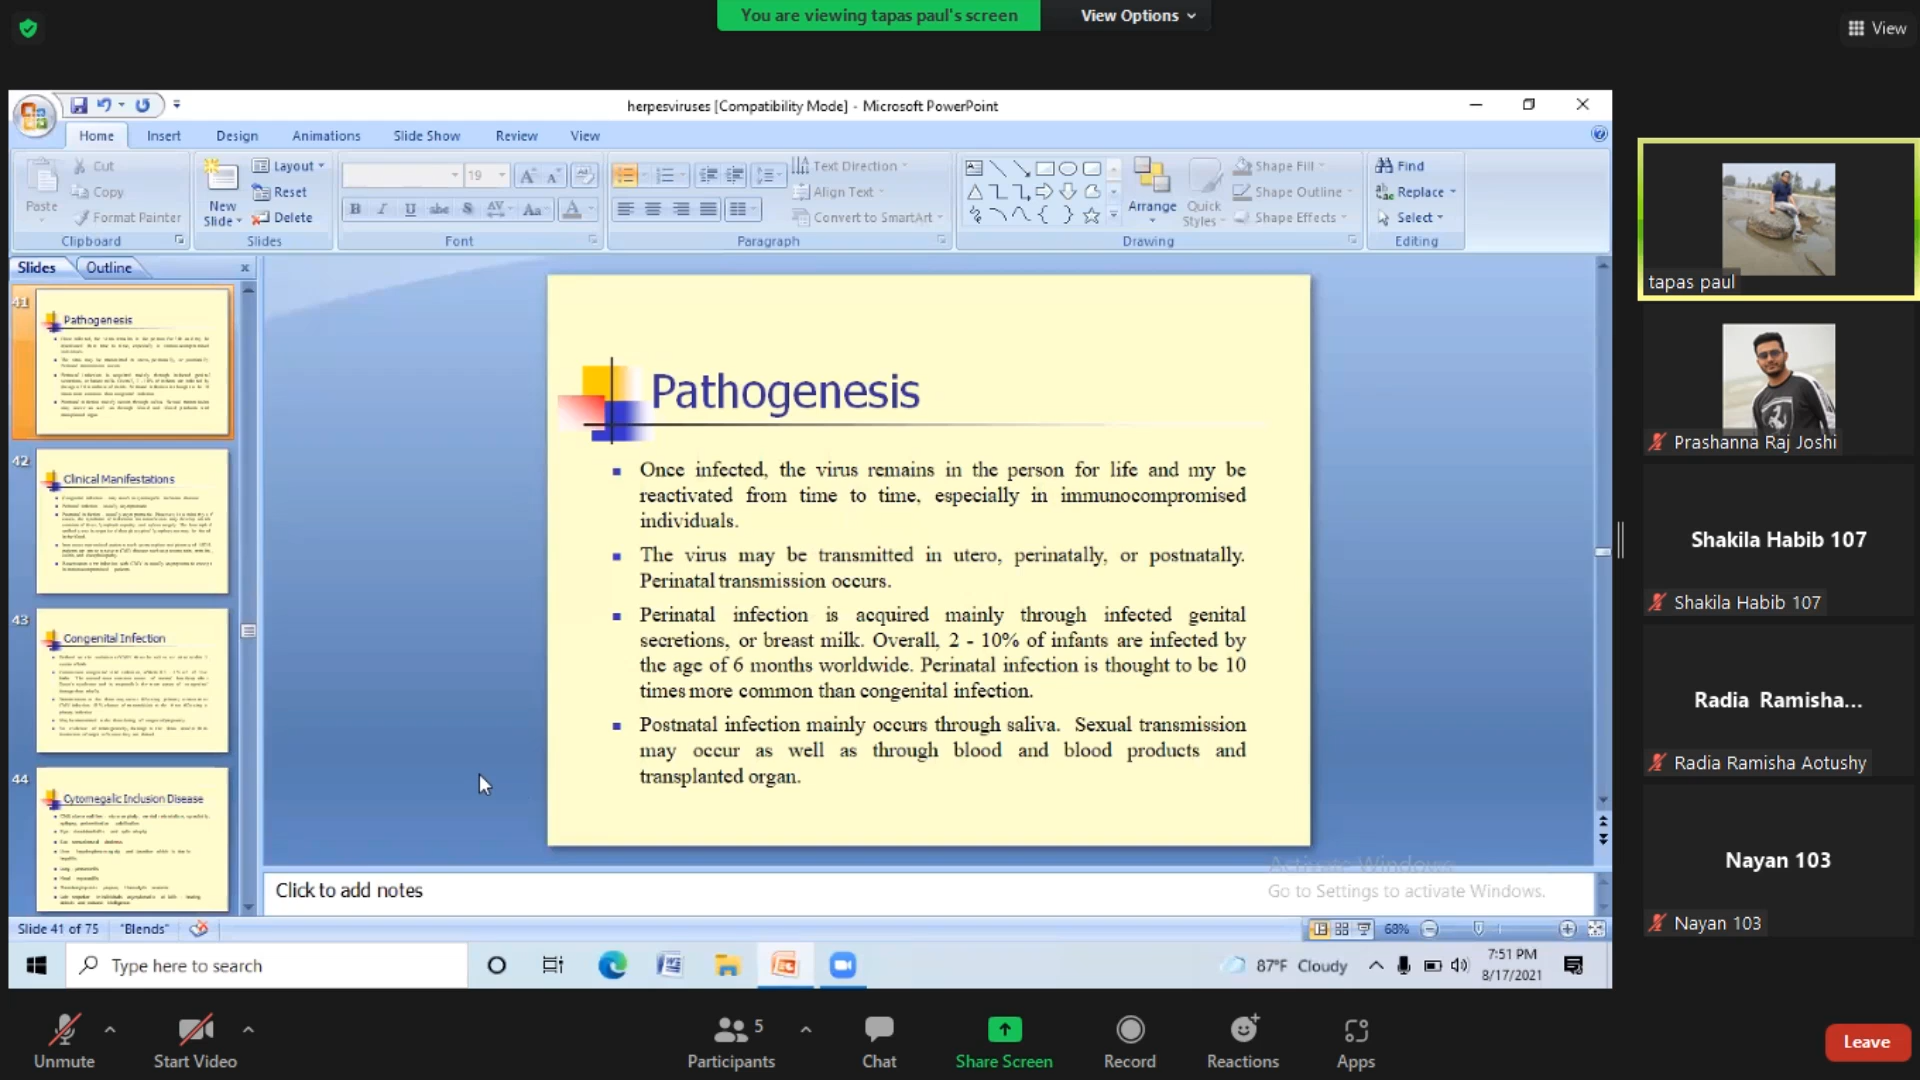 You are viewing tapas paul's screen
View Options
View
herpesviruses [Compatibility Mode] - Microsoft PowerPoint
Home Insert Design Animations Slide Show Review View
Paste
Cut
Copy
Format Painter
Clipboard
New Slide
Layout
Reset
Delete
Slides
19
Font
Text Direction
Align Text
Convert to SmartArt
Paragraph
Arrange
Quick Styles
Shape Fill
Shape Outline
Shape Effects
Drawing
Find
Replace
Select
Editing
Slides Outline
41
Pathogenesis
42
Clinical Manifestations
43
Congenital Infection
44
Cytomegalic Inclusion Disease
Pathogenesis
Once infected, the virus remains in the person for life and my be
reactivated from time to time, especially in immunocompromised
individuals.
The virus may be transmitted in utero, perinatally, or postnatally.
Perinatal transmission occurs.
Perinatal infection is acquired mainly through infected genital
secretions, or breast milk. Overall, 2 - 10% of infants are infected by
the age of 6 months worldwide. Perinatal infection is thought to be 10
times more common than congenital infection.
Postnatal infection mainly occurs through saliva. Sexual transmission
may occur as well as through blood and blood products and
transplanted organ.
Activate Windows
Go to Settings to activate Windows.
Click to add notes
Slide 41 of 75 "Blends"
68%
Type here to search
87°F Cloudy
7:51 PM
8/17/2021
tapas paul
Prashanna Raj Joshi
Shakila Habib 107
Shakila Habib 107
Radia Ramisha...
Radia Ramisha Aotushy
Nayan 103
Nayan 103
Unmute
Start Video
5
Participants
Chat
Share Screen
Record
Reactions
Apps
Leave